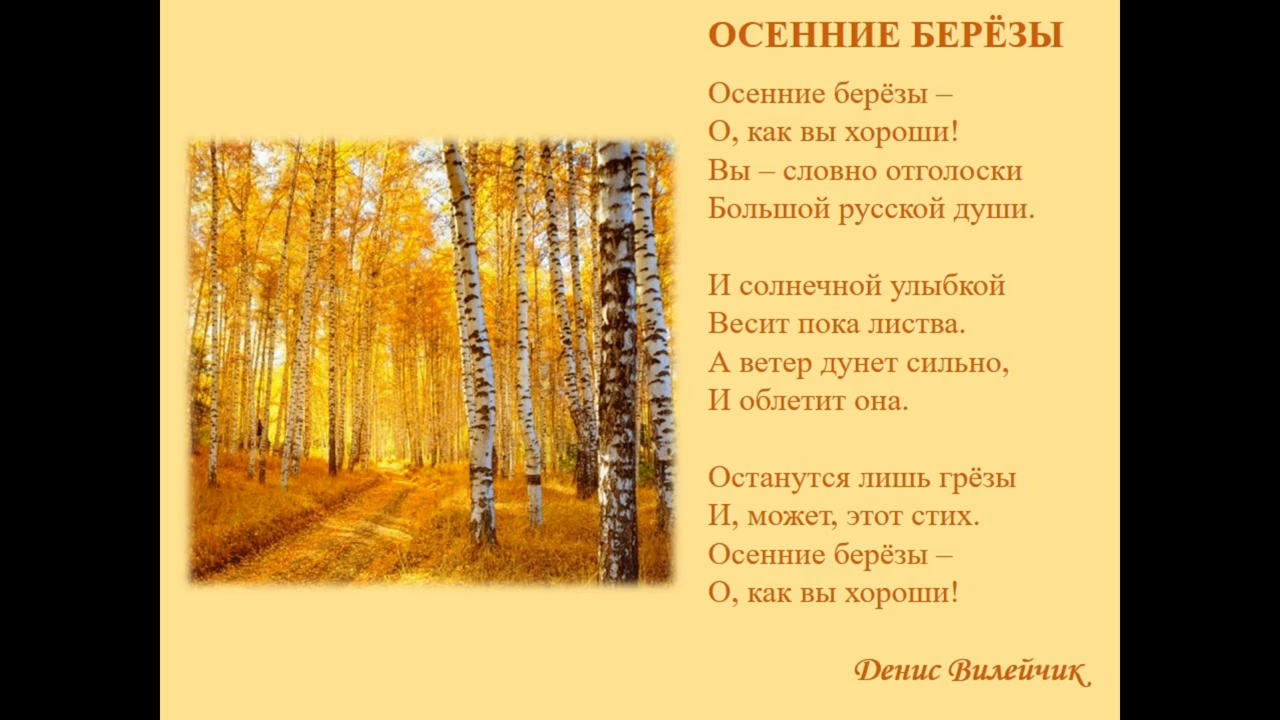 ОСЕННИЕ БЕРЁЗЫ
Осенние берёзы –
О, как вы хороши!
Вы – словно отголоски
Большой русской души.
И солнечной улыбкой
Весит пока листва.
А ветер дунет сильно,
И облетит она.
Останутся лишь грёзы
И, может, этот стих.
Осенние берёзы –
О, как вы хороши!
Денис Вилейчик